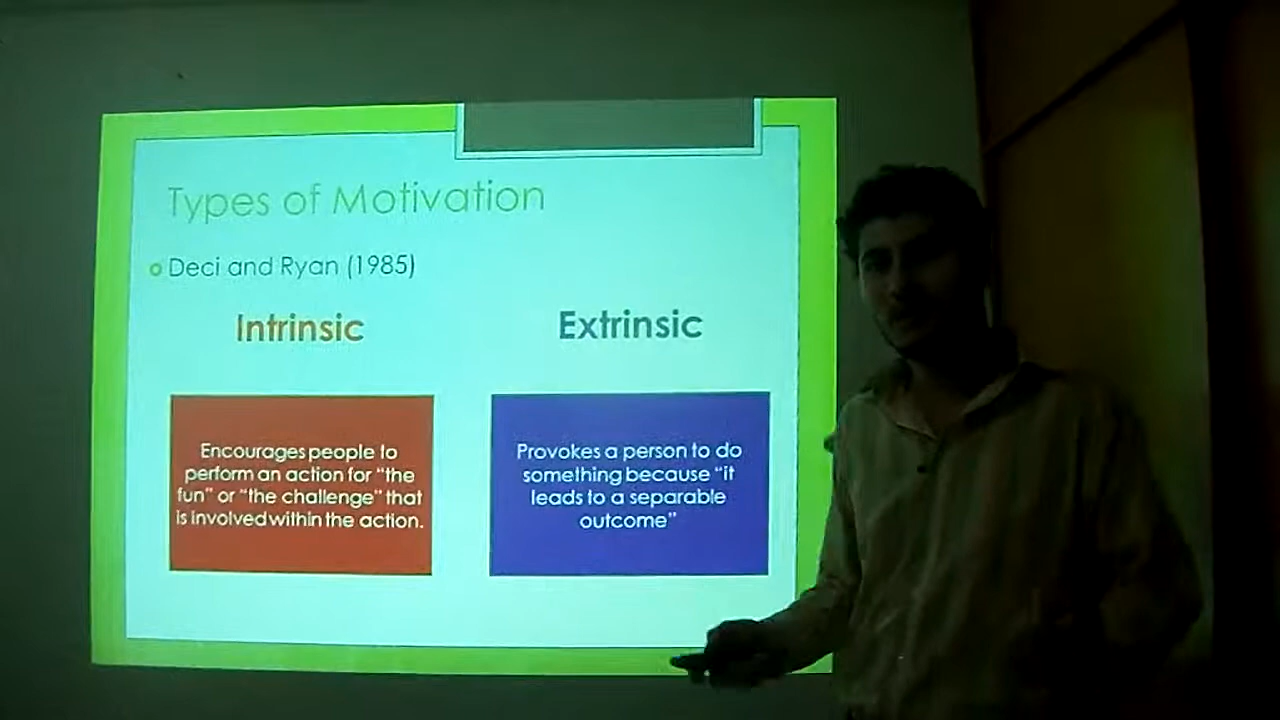 Types of Motivation
Deci and Ryan (1985)
Intrinsic
Extrinsic
Encourages people to
perform an action for “the
fun” or “the challenge” that
is involved within the action.
Provokes a person to do
something because “it
leads to a separable
outcome”